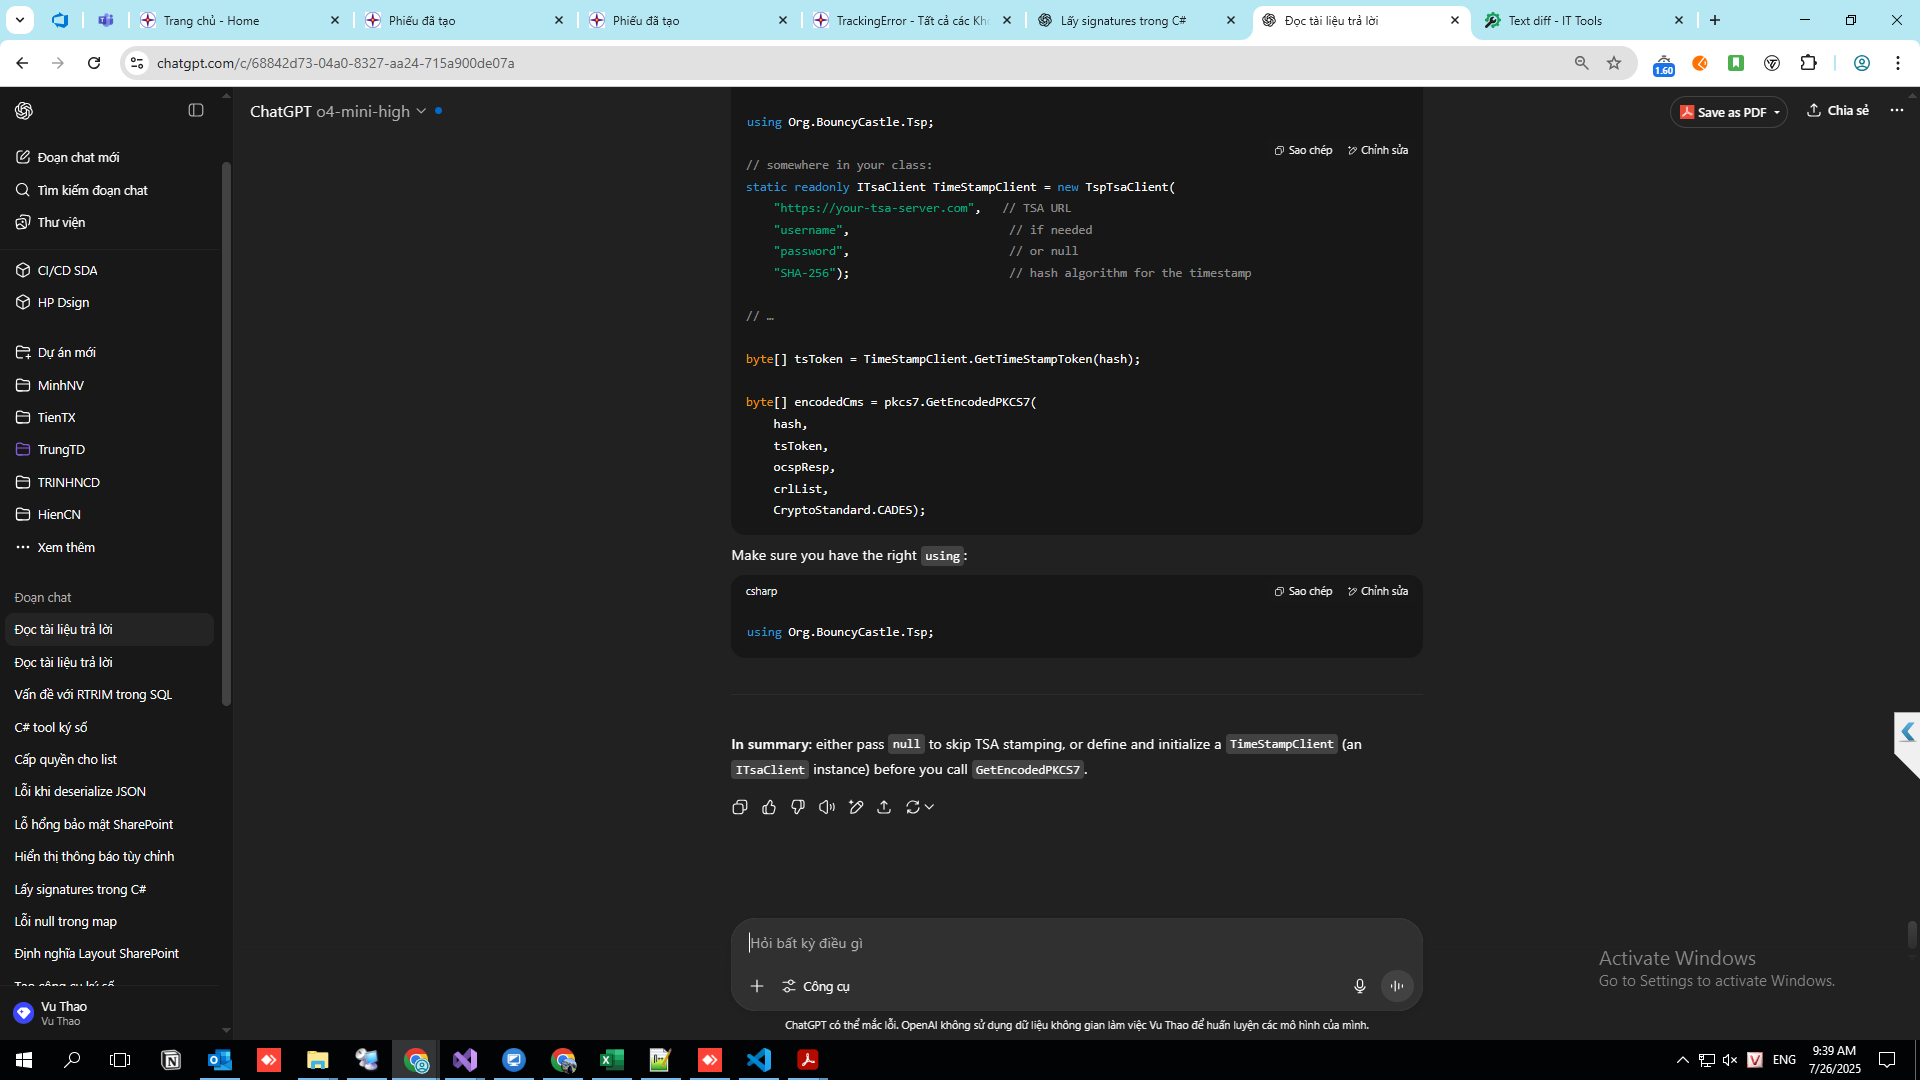 Trang chủ - Home
Phiếu đã tạo
Phiếu đã tạo
TrackingError - Tất cả các Kho
Lấy signatures trong C#
Đọc tài liệu trả lời
Text diff - IT Tools
chatgpt.com/c/68842d73-04a0-8327-aa24-715a900de07a
1.60
ChatGPT o4-mini-high
Save as PDF
Chia sẻ
Đoạn chat mới
Tìm kiếm đoạn chat
Thư viện
CI/CD SDA
HP Dsign
Dự án mới
MinhNV
TienTX
TrungTD
TRINHNCD
HienCN
Xem thêm
Đoạn chat
Đọc tài liệu trả lời
Đọc tài liệu trả lời
Vấn đề với RTRIM trong SQL
C# tool ký số
Cấp quyền cho list
Lỗi khi deserialize JSON
Lỗ hổng bảo mật SharePoint
Hiển thị thông báo tùy chỉnh
Lấy signatures trong C#
Lỗi null trong map
Định nghĩa Layout SharePoint
Tạo công cụ ký số
Vu Thao
Vu Thao
using Org.BouncyCastle.Tsp;
Sao chép
Chỉnh sửa
// somewhere in your class:
static readonly ITsaClient TimeStampClient = new TspTsaClient(
"https://your-tsa-server.com", // TSA URL
"username", // if needed
"password", // or null
"SHA-256"); // hash algorithm for the timestamp
// …
byte[] tsToken = TimeStampClient.GetTimeStampToken(hash);
byte[] encodedCms = pkcs7.GetEncodedPKCS7(
hash,
tsToken,
ocspResp,
crlList,
CryptoStandard.CADES);
Make sure you have the right using:
csharp
Sao chép
Chỉnh sửa
using Org.BouncyCastle.Tsp;
In summary: either pass null to skip TSA stamping, or define and initialize a TimeStampClient (an
ITsaClient instance) before you call GetEncodedPKCS7.
Hỏi bất kỳ điều gì
Công cụ
ChatGPT có thể mắc lỗi. OpenAI không sử dụng dữ liệu không gian làm việc Vu Thao để huấn luyện các mô hình của mình.
Activate Windows
Go to Settings to activate Windows.
ENG
9:39 AM
7/26/2025